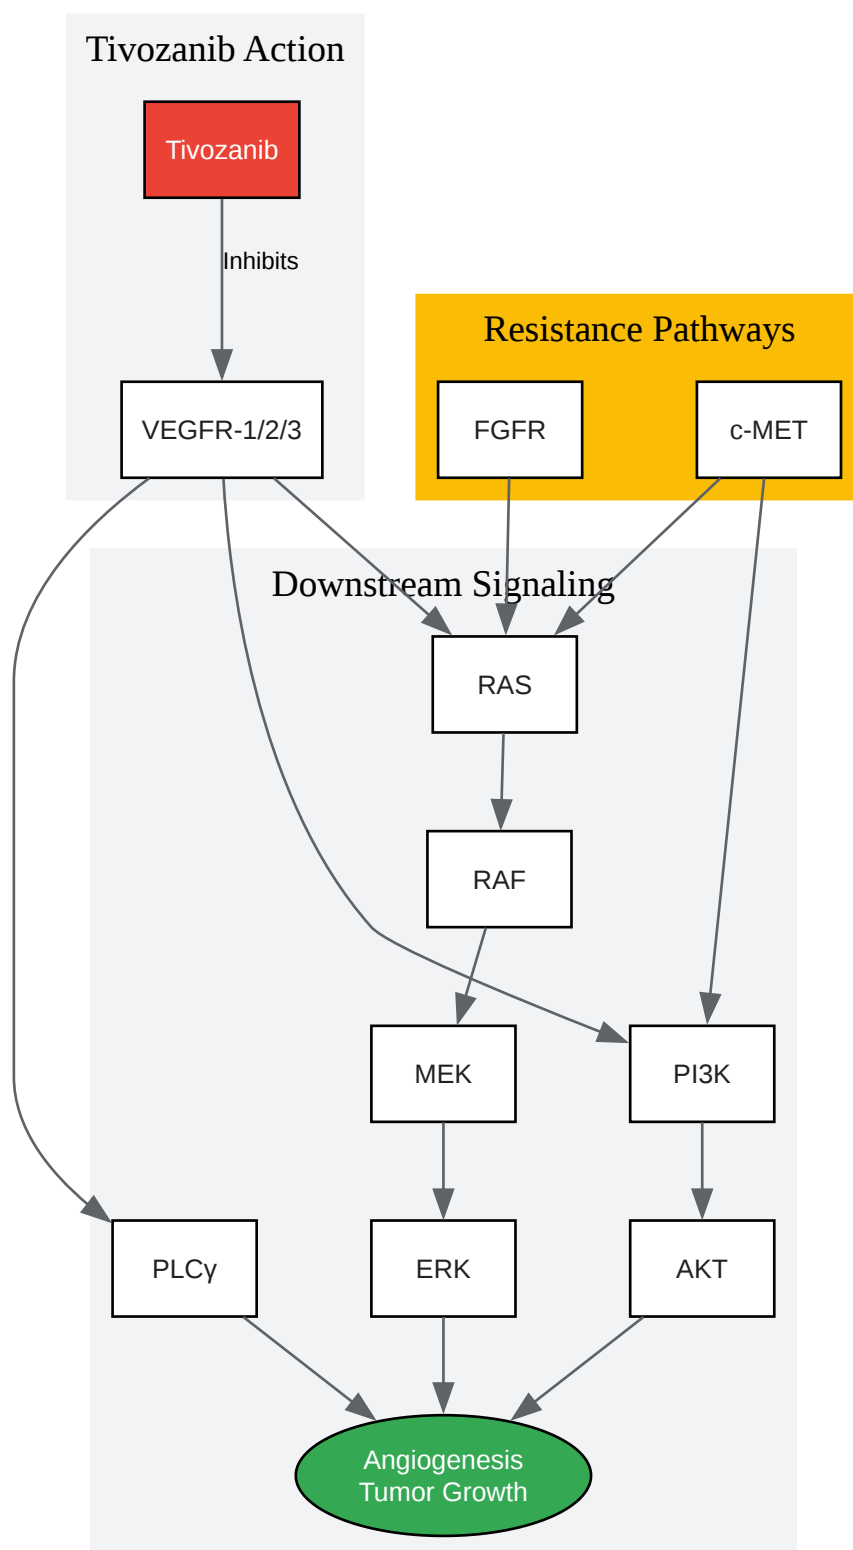 Tivozanib Action
Tivozanib
Inhibits
Resistance Pathways
VEGFR-1/2/3
FGFR
c-MET
Downstream Signaling
RAS
RAF
MEK
PI3K
PLCγ
ERK
AKT
Angiogenesis
Tumor Growth